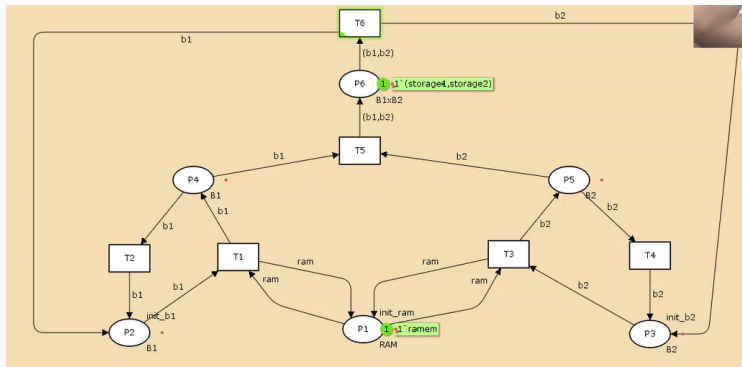 T6
b2
b1
(b1,b2)
P6 1 1`(storage1,storage2)
B1xB2
(b1,b2)
T5
b1 b2
P4 P5
B1 B2
b1 b1 b2 b2
T2 T1 T3 T4
ram ram
ram ram
b1 b1 b2 b2
init_b1 init_ram init_b2
P2 P1 1 1`ramem P3
B1 RAM B2